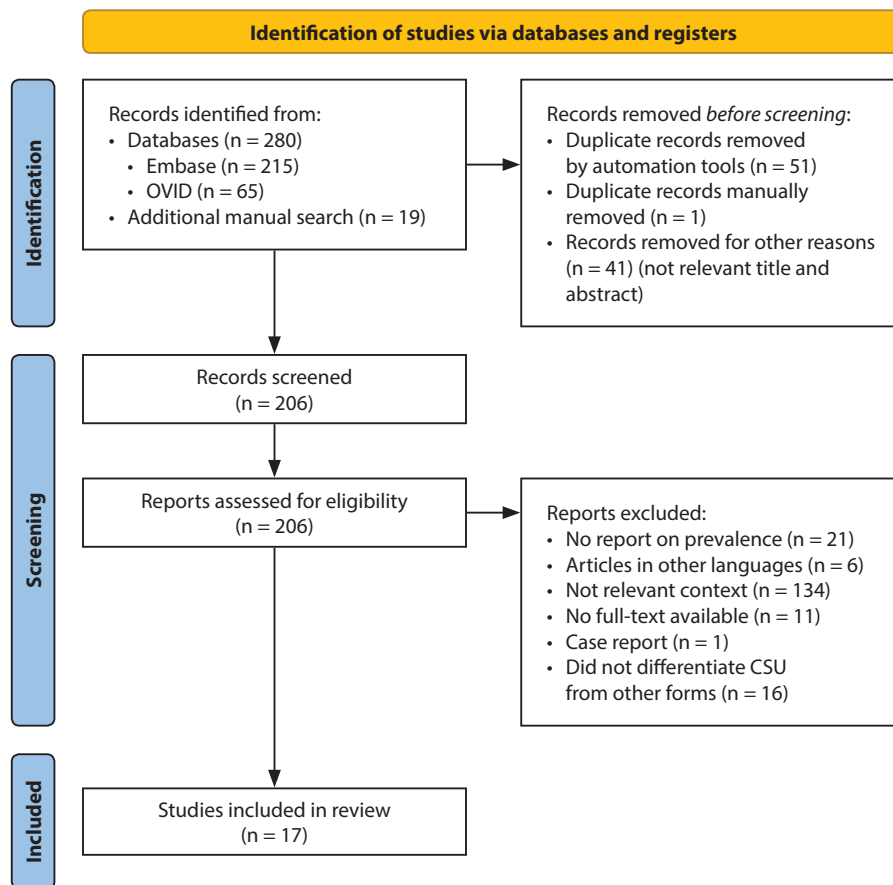 Identification of studies via databases and registers
Identification
Records identified from:
• Databases (n = 280)
• Embase (n = 215)
• OVID (n = 65)
• Additional manual search (n = 19)
Records removed before screening:
• Duplicate records removed
by automation tools (n = 51)
• Duplicate records manually
removed (n = 1)
• Records removed for other reasons
(n = 41) (not relevant title and
abstract)
Screening
Records screened
(n = 206)
Reports assessed for eligibility
(n = 206)
Reports excluded:
• No report on prevalence (n = 21)
• Articles in other languages (n = 6)
• Not relevant context (n = 134)
• No full-text available (n = 11)
• Case report (n = 1)
• Did not differentiate CSU
from other forms (n = 16)
Included
Studies included in review
(n = 17)